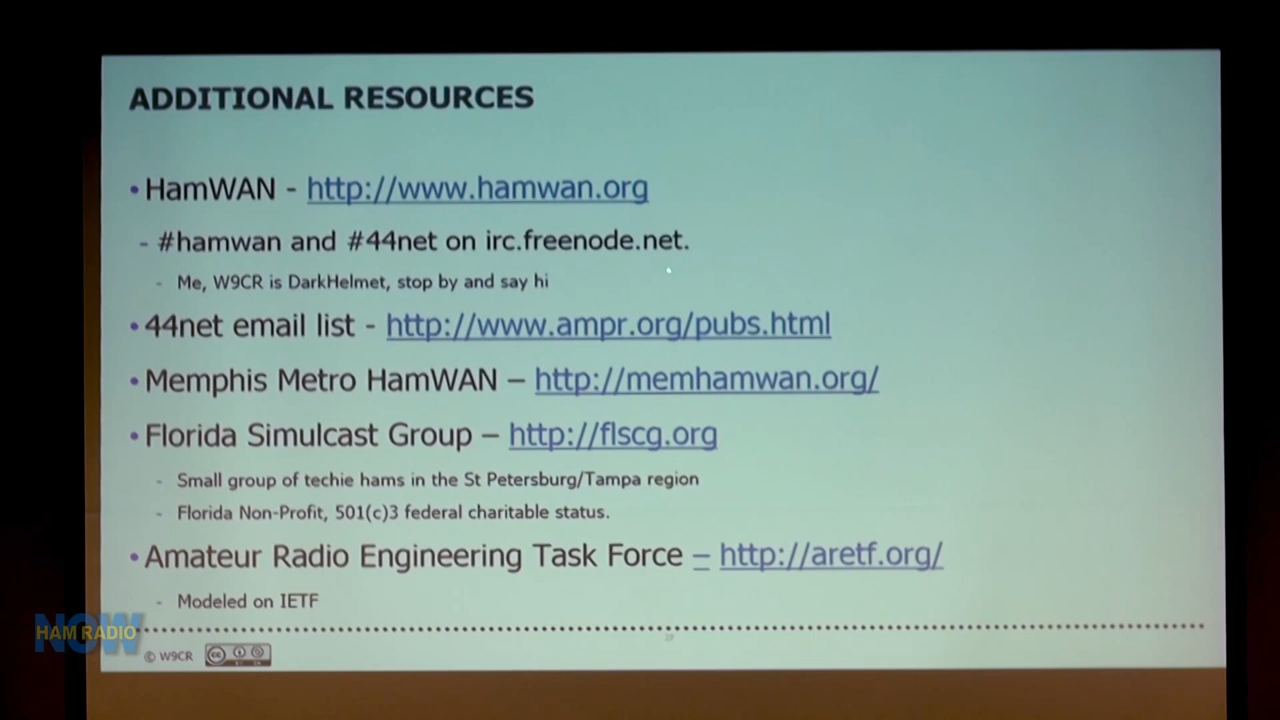 ADDITIONAL RESOURCES
• HamWAN - http://www.hamwan.org
- #hamwan and #44net on irc.freenode.net.
- Me, W9CR is DarkHelmet, stop by and say hi
• 44net email list - http://www.ampr.org/pubs.html
• Memphis Metro HamWAN – http://memhamwan.org/
• Florida Simulcast Group – http://flscg.org
- Small group of techie hams in the St Petersburg/Tampa region
- Florida Non-Profit, 501(c)3 federal charitable status.
• Amateur Radio Engineering Task Force – http://aretf.org/
- Modeled on IETF
HAM RADIO
NOW
© W9CR
cc